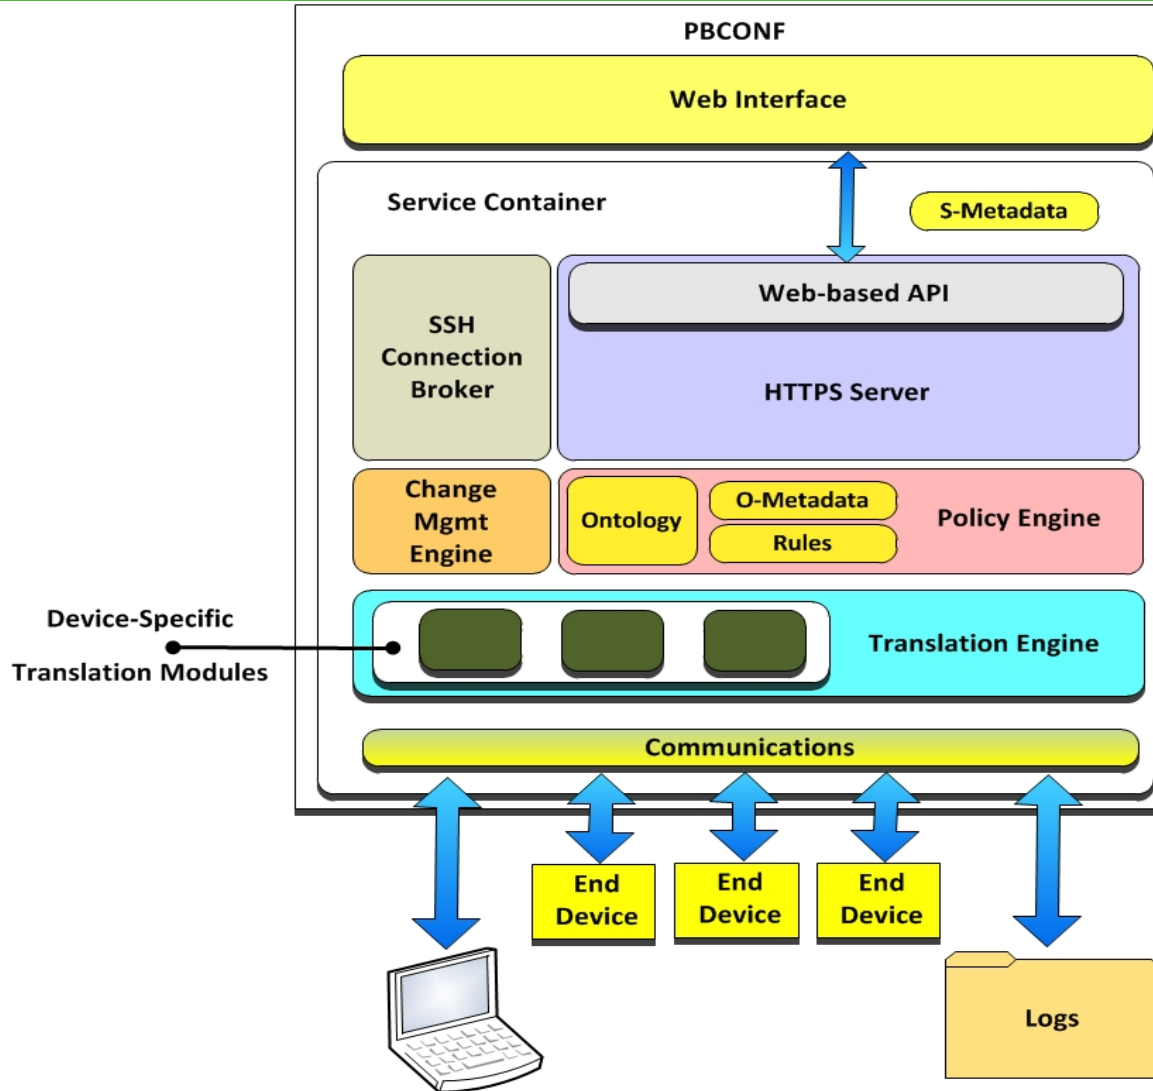 PBCONF
Web Interface
Service Container
S-Metadata
SSH
Connection
Broker
Web-based API
HTTPS Server
Change
Mgmt
Engine
Ontology
O-Metadata
Rules
Policy Engine
Device-Specific
Translation Modules
Translation Engine
Communications
End
Device
End
Device
End
Device
Logs